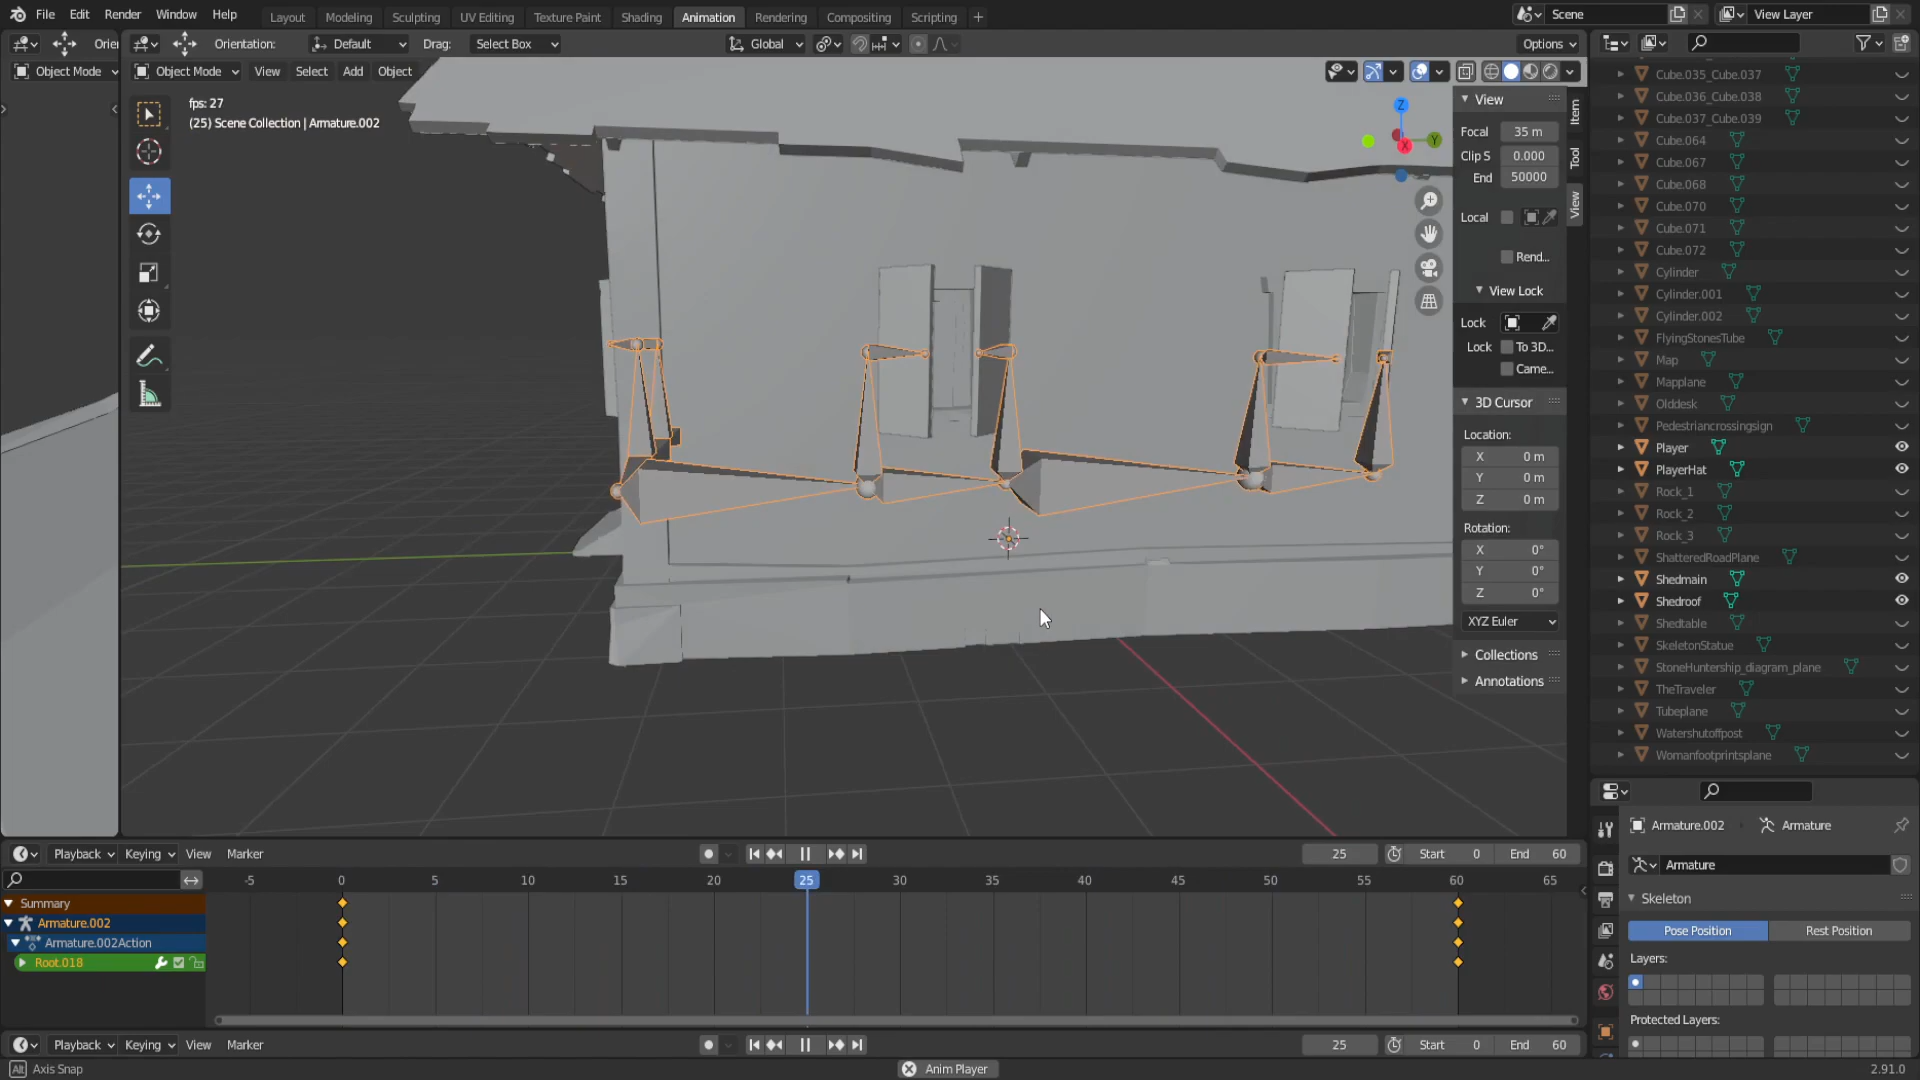 File Edit Render Window Help Layout Modeling Sculpting UV Editing Texture Paint Shading Animation Rendering Compositing Scripting + Scene View Layer
Orien Orientation: Default Drag: Select Box Global Options
Object Mode Object Mode View Select Add Object
fps: 27
(25) Scene Collection | Armature.002
Z
Y
X
View
Focal 35 m
Clip S 0.000
End 50000
Local
Rend...
View Lock
Lock
Lock To 3D...
Came...
3D Cursor
Location:
X 0 m
Y 0 m
Z 0 m
Rotation:
X 0°
Y 0°
Z 0°
XYZ Euler
Collections
Annotations
Item
Tool
View
Cube.035_Cube.037
Cube.036_Cube.038
Cube.037_Cube.039
Cube.064
Cube.067
Cube.068
Cube.070
Cube.071
Cube.072
Cylinder
Cylinder.001
Cylinder.002
FlyingStonesTube
Map
Mapplane
Olddesk
Pedestriancrossingsign
Player
PlayerHat
Rock_1
Rock_2
Rock_3
ShatteredRoadPlane
Shedmain
Shedroof
Shedtable
SkeletonStatue
StoneHuntership_diagram_plane
TheTraveler
Tubeplane
Watershutoffpost
Womanfootprintsplane
Armature.002 Armature
Armature
Skeleton
Pose Position Rest Position
Layers:
Protected Layers:
Playback Keying View Marker 25 Start 0 End 60
-5 0 5 10 15 20 25 30 35 40 45 50 55 60 65
Summary
Armature.002
Armature.002Action
Root.018
Playback Keying View Marker 25 Start 0 End 60
Alt Axis Snap Anim Player 2.91.0